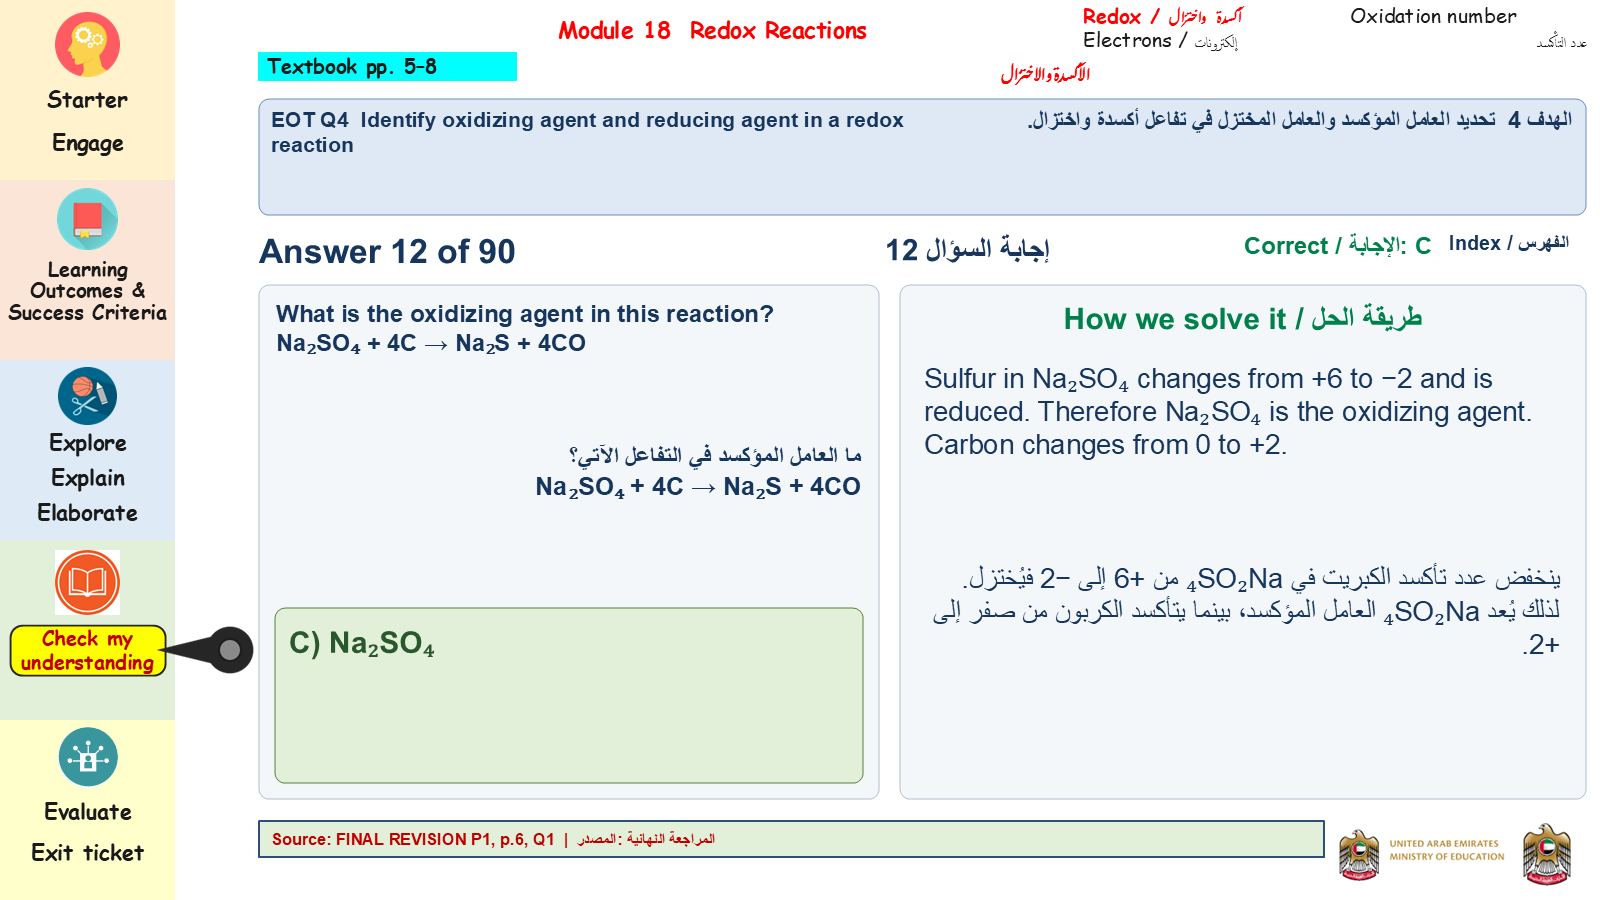 Starter
Engage
Learning
Outcomes &
Success Criteria
Explore
Explain
Elaborate
Check my
understanding
Evaluate
Exit ticket
Module 18 Redox Reactions
Redox / أكسدة واختزال
Electrons / إلكترونات
Oxidation number
عدد التأكسد
الأكسدة والاختزال
Textbook pp. 5–8
EOT Q4 Identify oxidizing agent and reducing agent in a redox
reaction
الهدف 4 تحديد العامل المؤكسد والعامل المختزل في تفاعل أكسدة واختزال.
Answer 12 of 90
إجابة السؤال 12
Correct / الإجابة: C
Index / الفهرس
What is the oxidizing agent in this reaction?
Na₂SO₄ + 4C → Na₂S + 4CO
ما العامل المؤكسد في التفاعل الآتي؟
Na₂SO₄ + 4C → Na₂S + 4CO
C) Na₂SO₄
How we solve it / طريقة الحل
Sulfur in Na₂SO₄ changes from +6 to −2 and is
reduced. Therefore Na₂SO₄ is the oxidizing agent.
Carbon changes from 0 to +2.
ينخفض عدد تأكسد الكبريت في ₄SO₂Na من +6 إلى −2 فيُختزل.
لذلك يُعد ₄SO₂Na العامل المؤكسد، بينما يتأكسد الكربون من صفر إلى
+2.
Source: FINAL REVISION P1, p.6, Q1 | المراجعة النهائية :المصدر
UNITED ARAB EMIRATES
MINISTRY OF EDUCATION